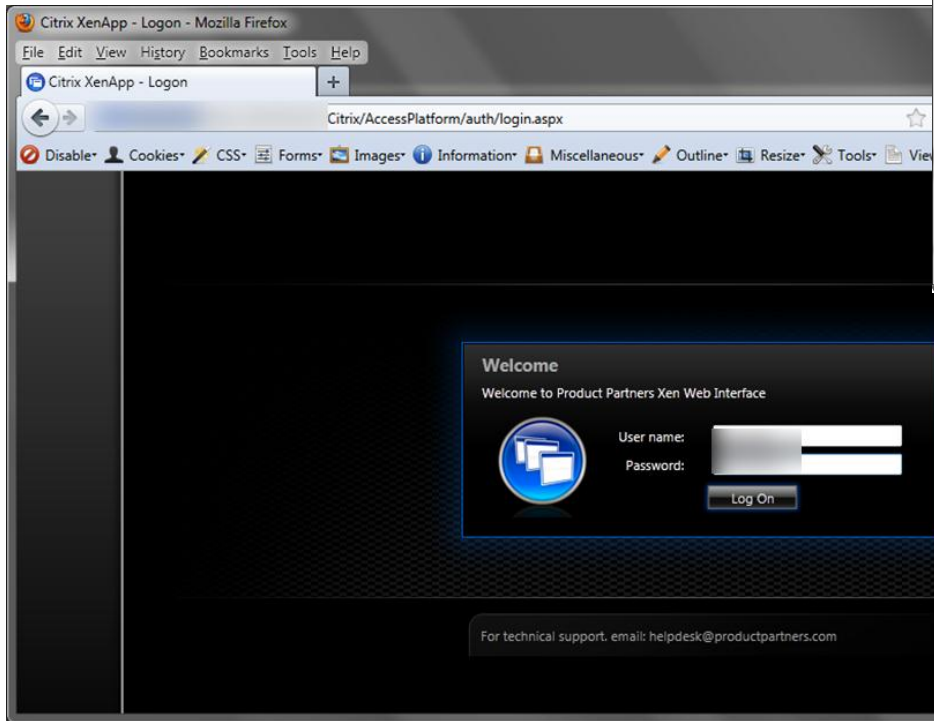 Citrix XenApp - Logon - Mozilla Firefox
File Edit View History Bookmarks Tools Help
Citrix XenApp - Logon +
Citrix/AccessPlatform/auth/login.aspx
Disable Cookies CSS Forms Images Information Miscellaneous Outline Resize Tools
Welcome
Welcome to Product Partners Xen Web Interface
User name:
Password:
Log On
For technical support. email: helpdesk@productpartners.com